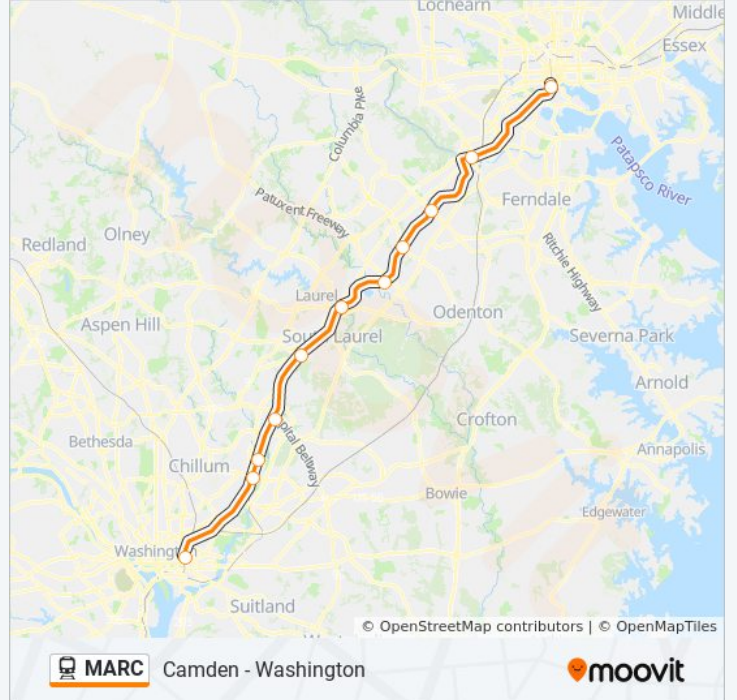 Lochearn
Middle
Essex
Columbia Pke
Patapsco River
Patuxent Freeway
Ferndale
Olney
Redland
Ritchie Highway
Laurel
Odenton
Aspen Hill
South Laurel
Severna Park
Arnold
Crofton
Bethesda
pital Beltway
Annapolis
Chillum
Bowie
Edgewater
Washington
Suitland
© OpenStreetMap contributors | © OpenMapTiles
MARC Camden - Washington moovit